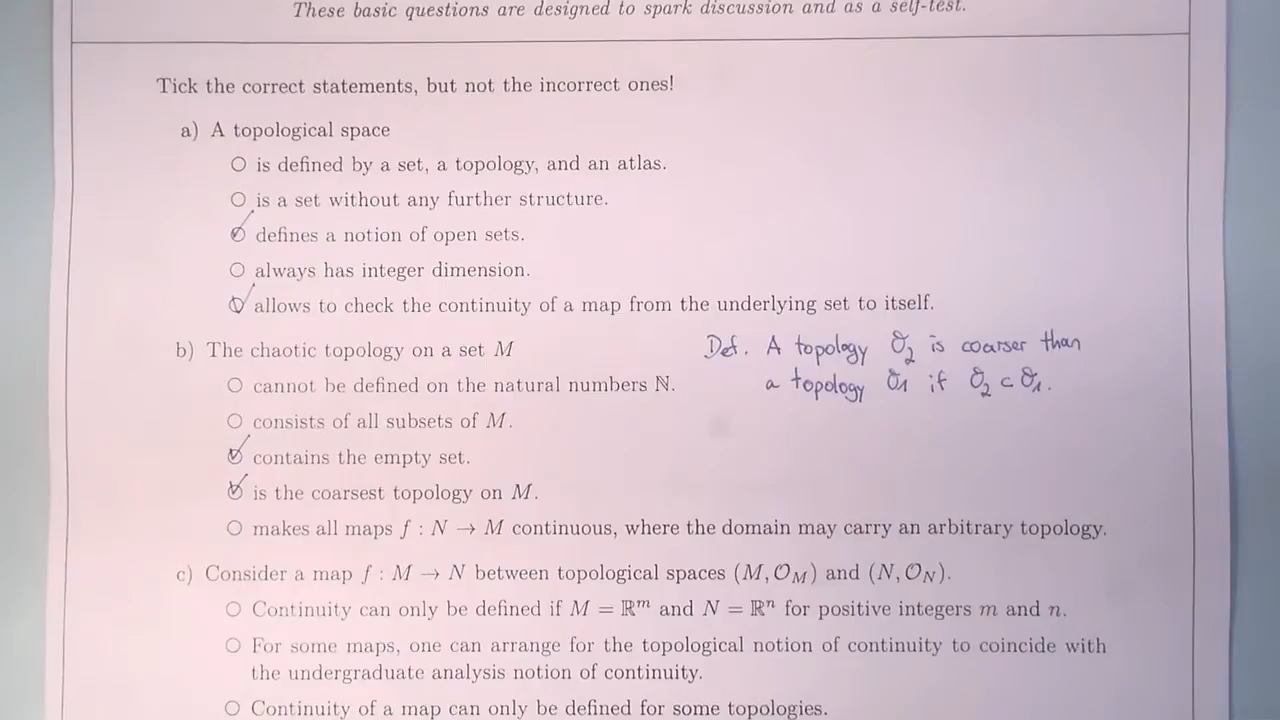 These basic questions are designed to spark discussion and as a self-test.
Tick the correct statements, but not the incorrect ones!
a) A topological space
is defined by a set, a topology, and an atlas.
is a set without any further structure.
defines a notion of open sets.
always has integer dimension.
allows to check the continuity of a map from the underlying set to itself.
b) The chaotic topology on a set M
Def. A topology 𝒪₂ is coarser than
a topology 𝒪₁ if 𝒪₂ ⊂ 𝒪₁.
cannot be defined on the natural numbers ℕ.
consists of all subsets of M.
contains the empty set.
is the coarsest topology on M.
makes all maps f : N → M continuous, where the domain may carry an arbitrary topology.
c) Consider a map f : M → N between topological spaces (M, 𝒪_M) and (N, 𝒪_N).
Continuity can only be defined if M = ℝᵐ and N = ℝⁿ for positive integers m and n.
For some maps, one can arrange for the topological notion of continuity to coincide with
the undergraduate analysis notion of continuity.
Continuity of a map can only be defined for some topologies.